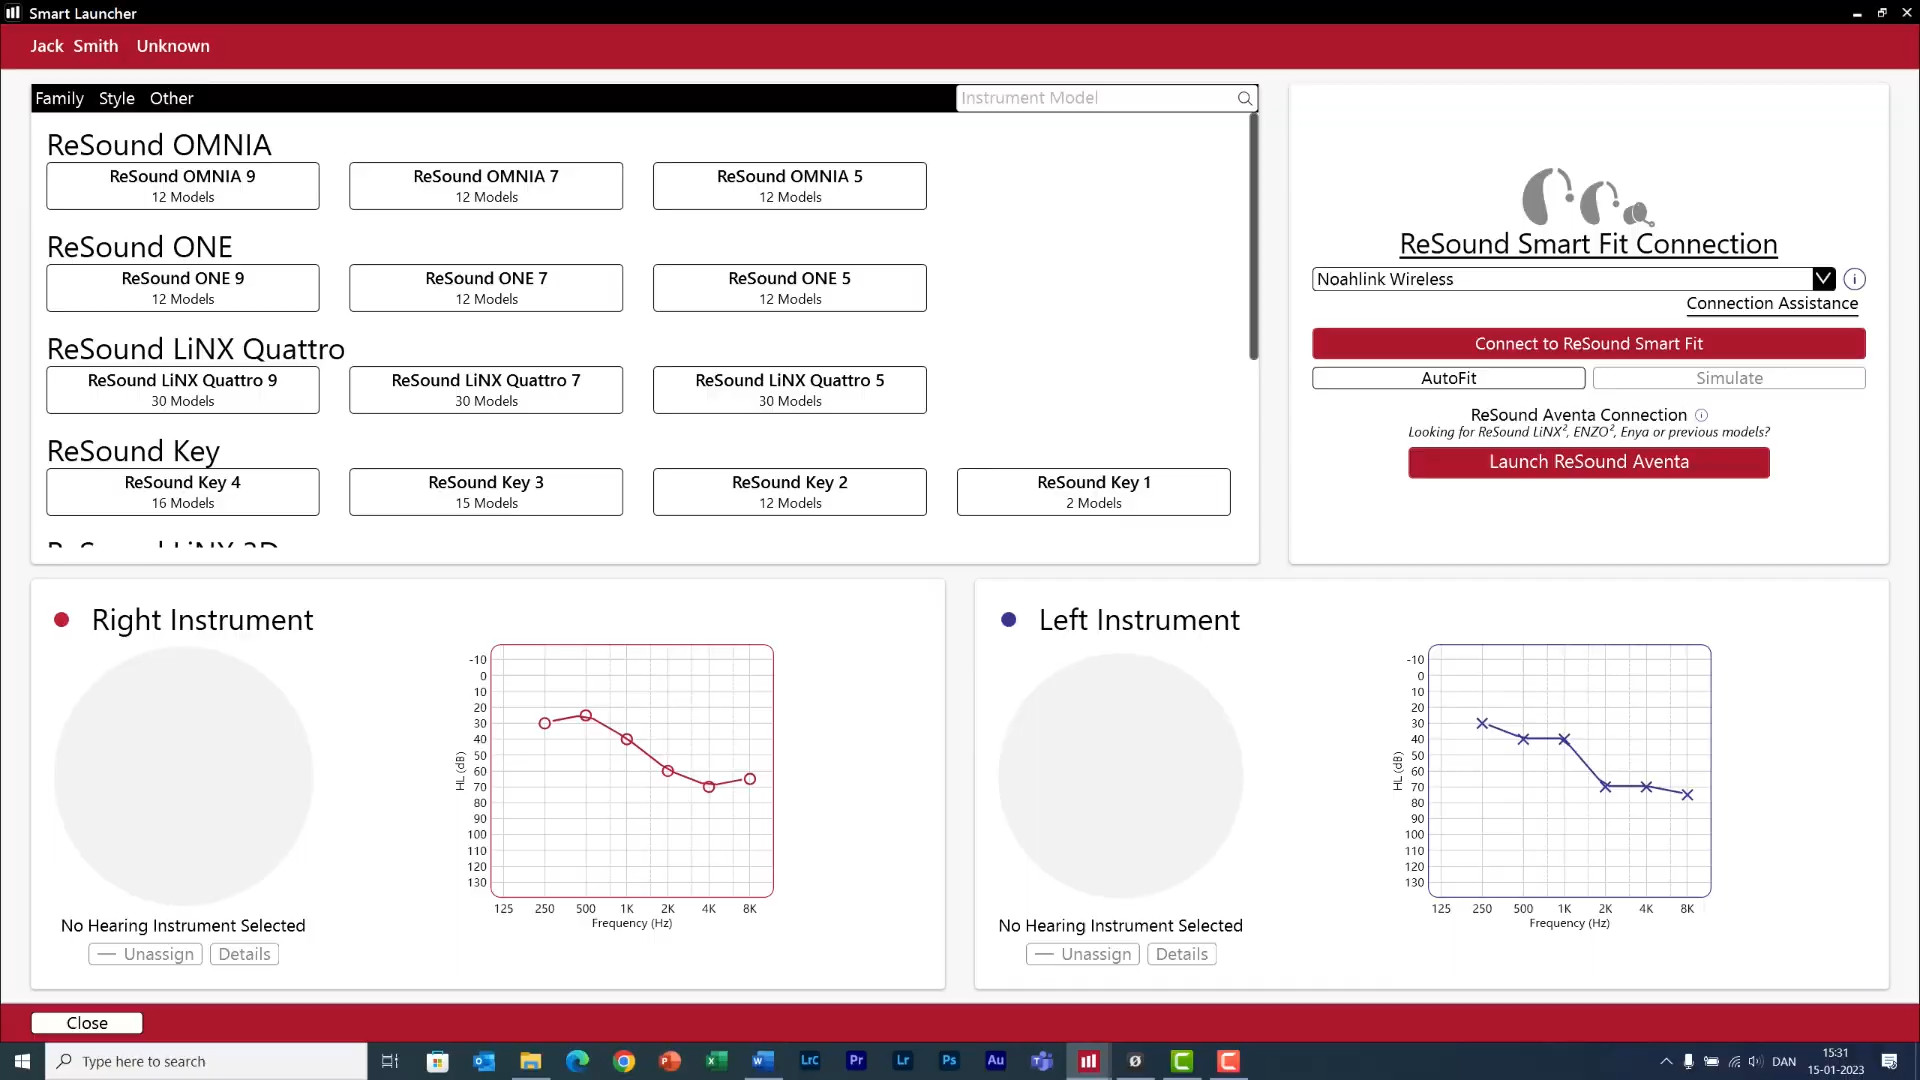 Smart Launcher
Jack Smith Unknown
Family Style Other
Instrument Model
ReSound OMNIA
ReSound OMNIA 9
12 Models
ReSound OMNIA 7
12 Models
ReSound OMNIA 5
12 Models
ReSound ONE
ReSound ONE 9
12 Models
ReSound ONE 7
12 Models
ReSound ONE 5
12 Models
ReSound LiNX Quattro
ReSound LiNX Quattro 9
30 Models
ReSound LiNX Quattro 7
30 Models
ReSound LiNX Quattro 5
30 Models
ReSound Key
ReSound Key 4
16 Models
ReSound Key 3
15 Models
ReSound Key 2
12 Models
ReSound Key 1
2 Models
ReSound LiNX 3D
ReSound Smart Fit Connection
Noahlink Wireless
Connection Assistance
Connect to ReSound Smart Fit
AutoFit
Simulate
ReSound Aventa Connection
Looking for ReSound LiNX², ENZO², Enya or previous models?
Launch ReSound Aventa
Right Instrument
-10
0
10
20
30
40
50
60
70
80
90
100
110
120
130
HL (dB)
125 250 500 1K 2K 4K 8K
Frequency (Hz)
No Hearing Instrument Selected
Unassign
Details
Left Instrument
-10
0
10
20
30
40
50
60
70
80
90
100
110
120
130
HL (dB)
125 250 500 1K 2K 4K 8K
Frequency (Hz)
No Hearing Instrument Selected
Unassign
Details
Close
Type here to search
LrC
Pr
Lr
Ps
Au
DAN
15:31
15-01-2023